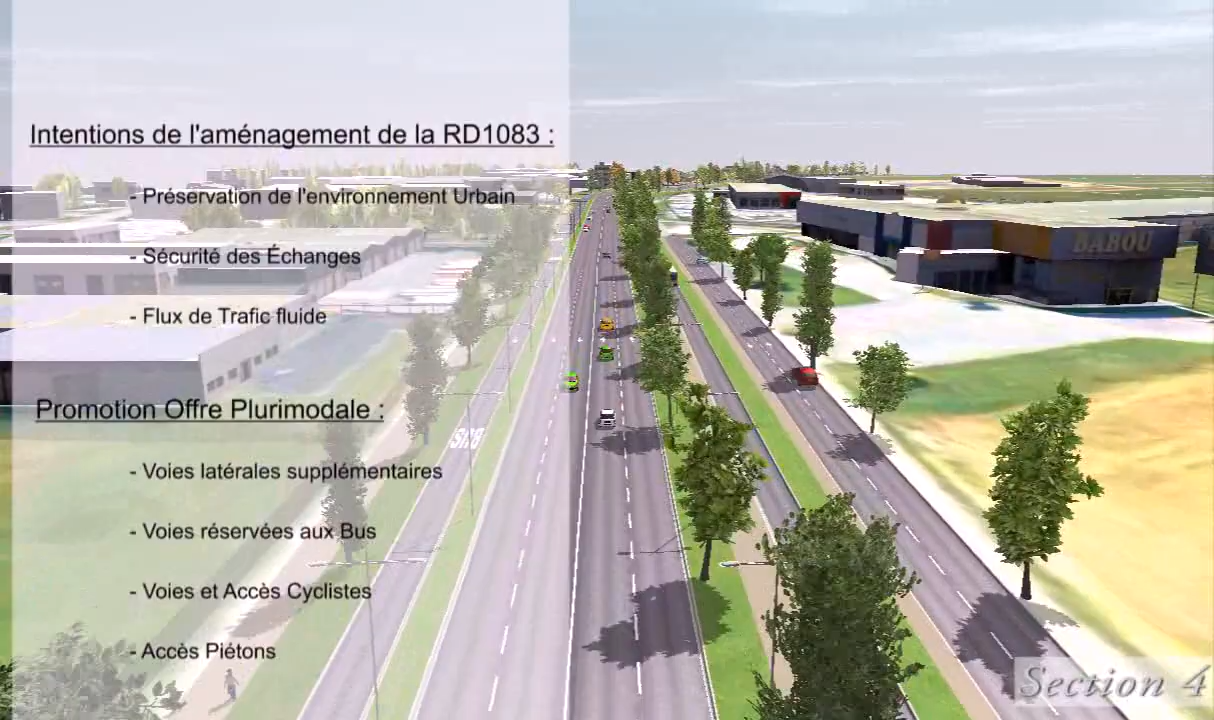 Intentions de l'aménagement de la RD1083 :
- Préservation de l'environnement Urbain
- Sécurité des Échanges
- Flux de Trafic fluide
Promotion Offre Plurimodale :
- Voies latérales supplémentaires
- Voies réservées aux Bus
- Voies et Accès Cyclistes
- Accès Piétons
BABOU
Section 4